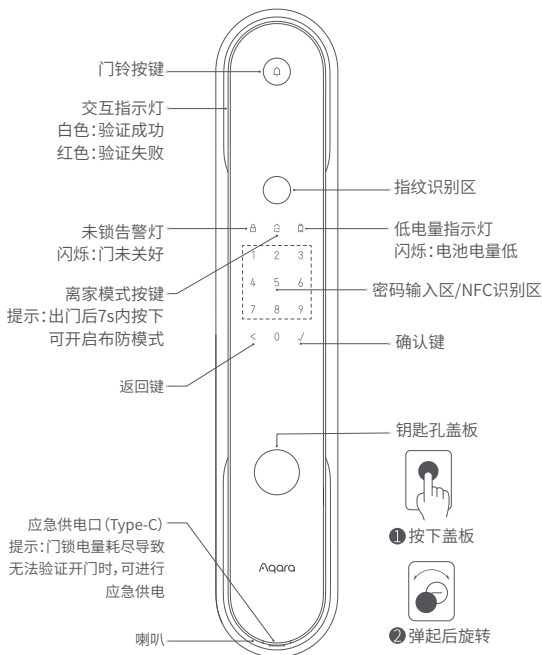 门铃按键
交互指示灯
白色：验证成功
红色：验证失败
指纹识别区
未锁告警灯
闪烁：门未关好
低电量指示灯
闪烁：电池电量低
1 2 3
4 5 6
7 8 9
< 0 √
离家模式按键
提示：出门后7s内按下
可开启布防模式
密码输入区/NFC识别区
确认键
返回键
钥匙孔盖板
❶按下盖板
应急供电口（Type-C）
提示：门锁电量耗尽导致
无法验证开门时，可进行
应急供电
Aqara
❷弹起后旋转
喇叭